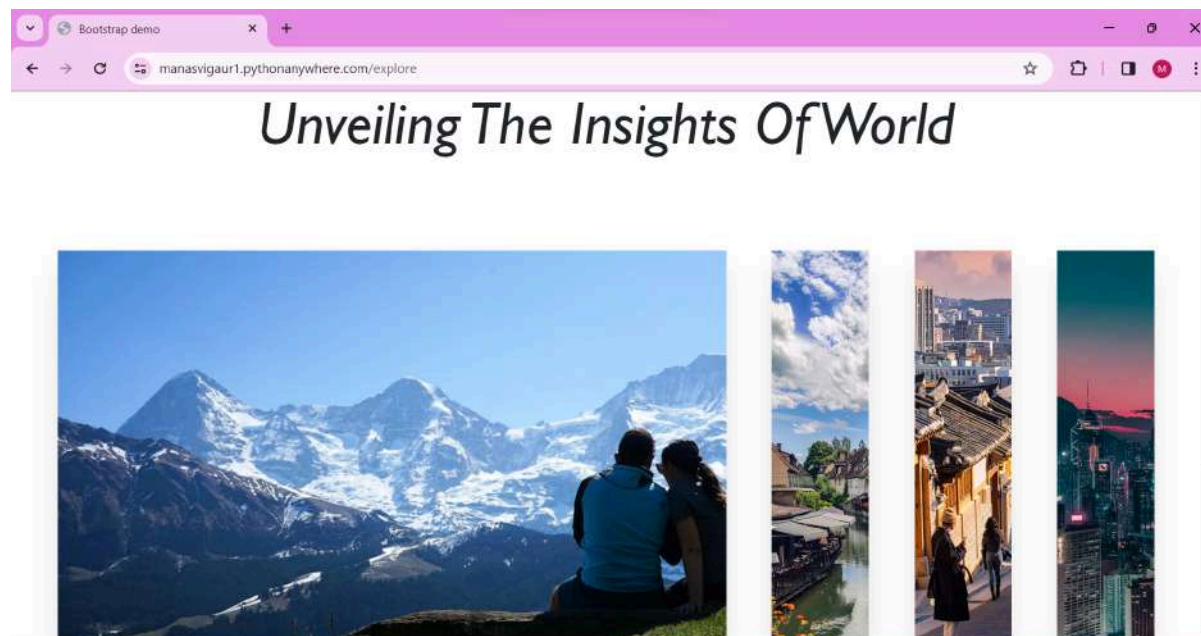 Bootstrap demo
manasvigaur1.pythonanywhere.com/explore
M
Unveiling The Insights Of World